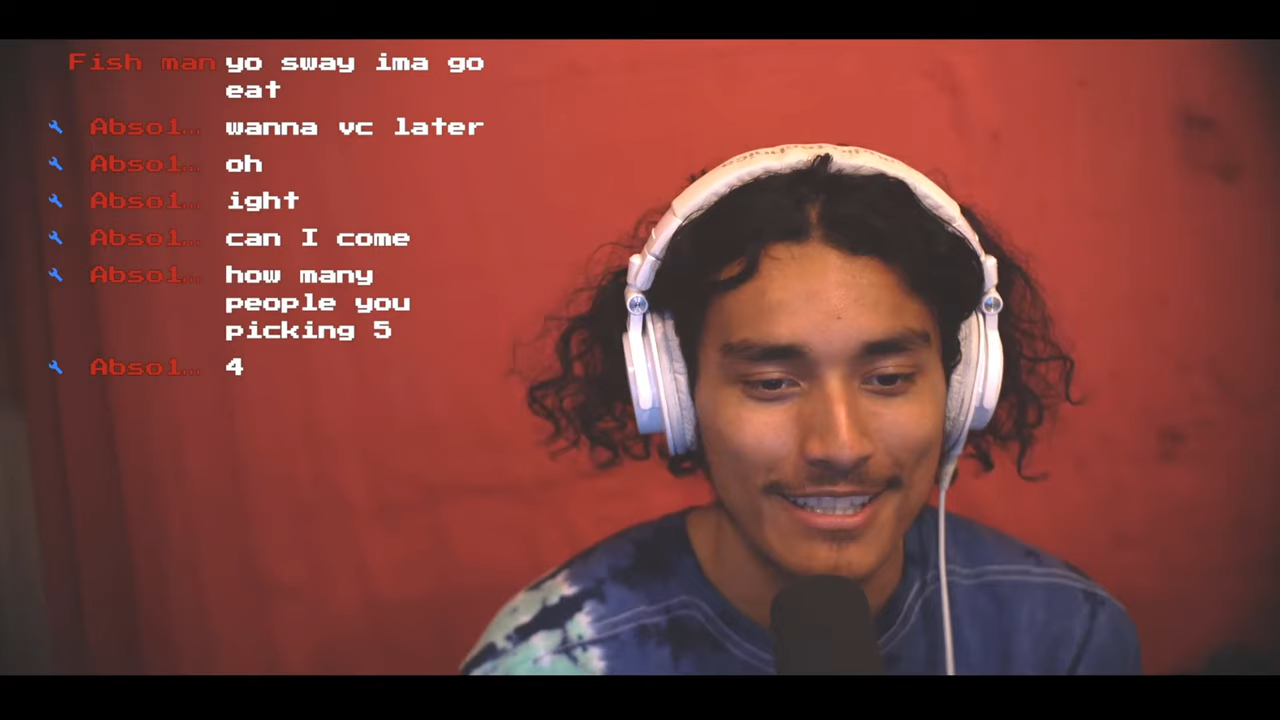 Fish man yo sway ima go
eat
Absol… wanna vc later
Absol… oh
Absol… ight
Absol… can I come
Absol… how many
people you
picking 5
Absol… 4